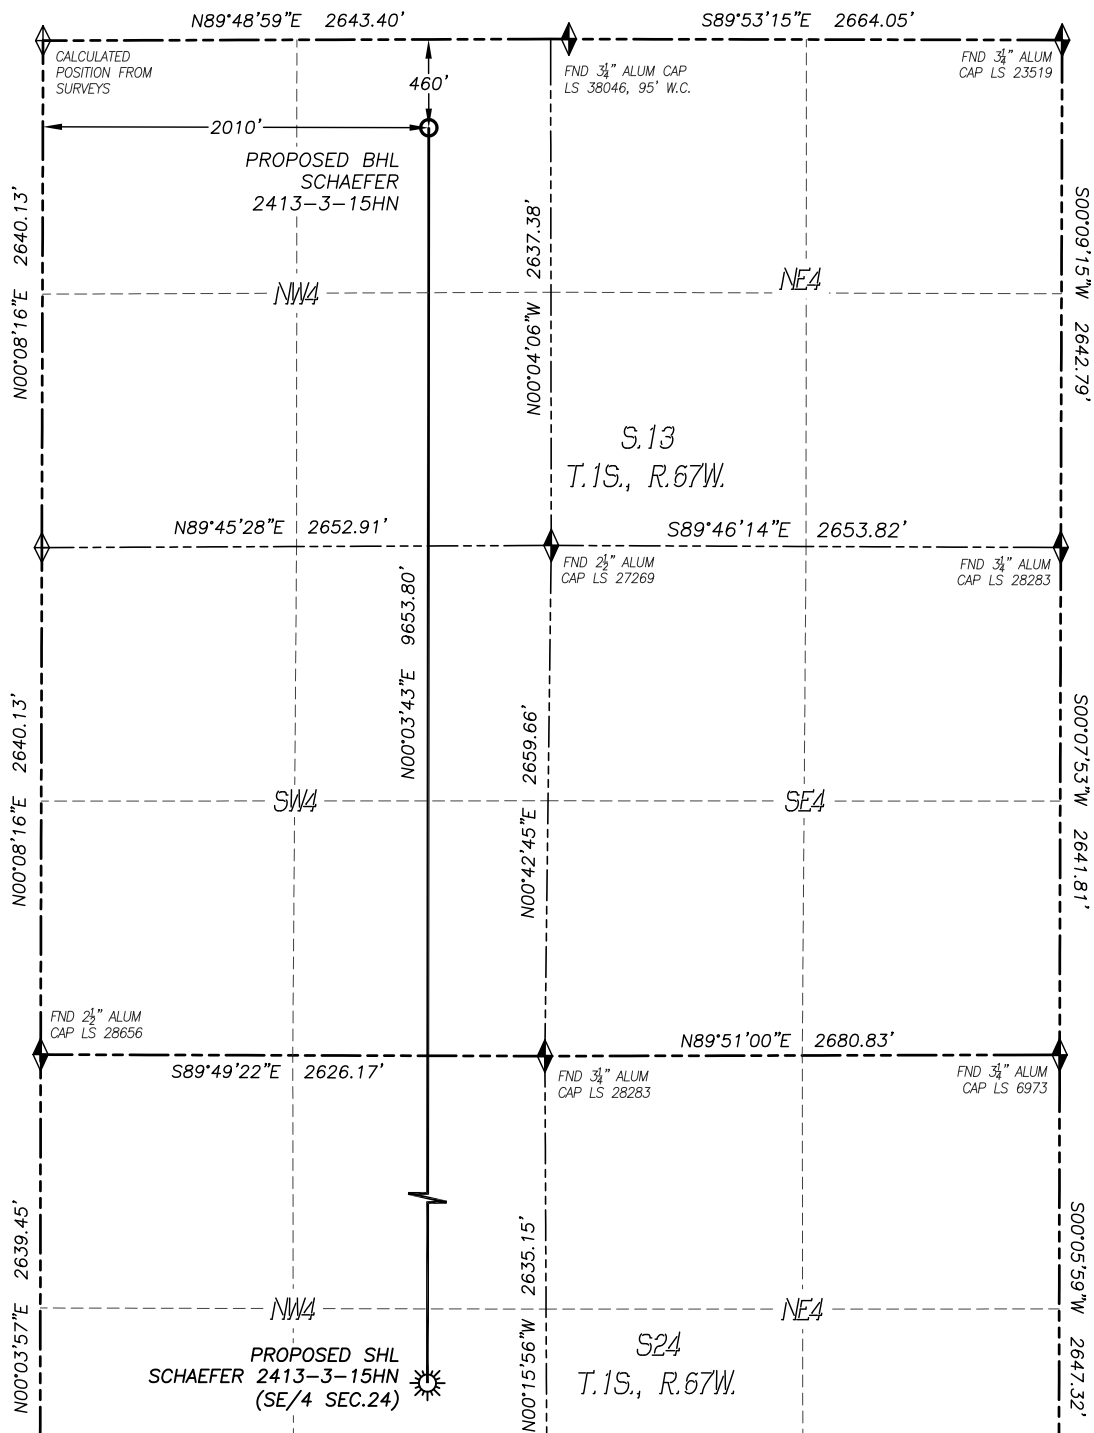 N89°48'59"E 2643.40'
S89°53'15"E 2664.05'
CALCULATED
POSITION FROM
SURVEYS
460'
FND 3¼" ALUM CAP
LS 38046, 95' W.C.
FND 3¼" ALUM
CAP LS 23519
2010'
PROPOSED BHL
SCHAEFER
2413-3-15HN
N00°08'16"E 2640.13'
N00°04'06"W 2637.38'
S00°09'15"W 2642.79'
NW4
NE4
S.13
T.1S., R.67W.
N89°45'28"E 2652.91'
S89°46'14"E 2653.82'
FND 2½" ALUM
CAP LS 27269
FND 3¼" ALUM
CAP LS 28283
N00°03'43"E 9653.80'
N00°08'16"E 2640.13'
N00°42'45"E 2659.66'
S00°07'53"W 2641.81'
SW4
SE4
FND 2½" ALUM
CAP LS 28656
S89°49'22"E 2626.17'
N89°51'00"E 2680.83'
FND 3¼" ALUM
CAP LS 28283
FND 3¼" ALUM
CAP LS 6973
N00°03'57"E 2639.45'
N00°15'56"W 2635.15'
S00°05'59"W 2647.32'
NW4
NE4
S24
T.1S., R.67W.
PROPOSED SHL
SCHAEFER 2413-3-15HN
(SE/4 SEC.24)